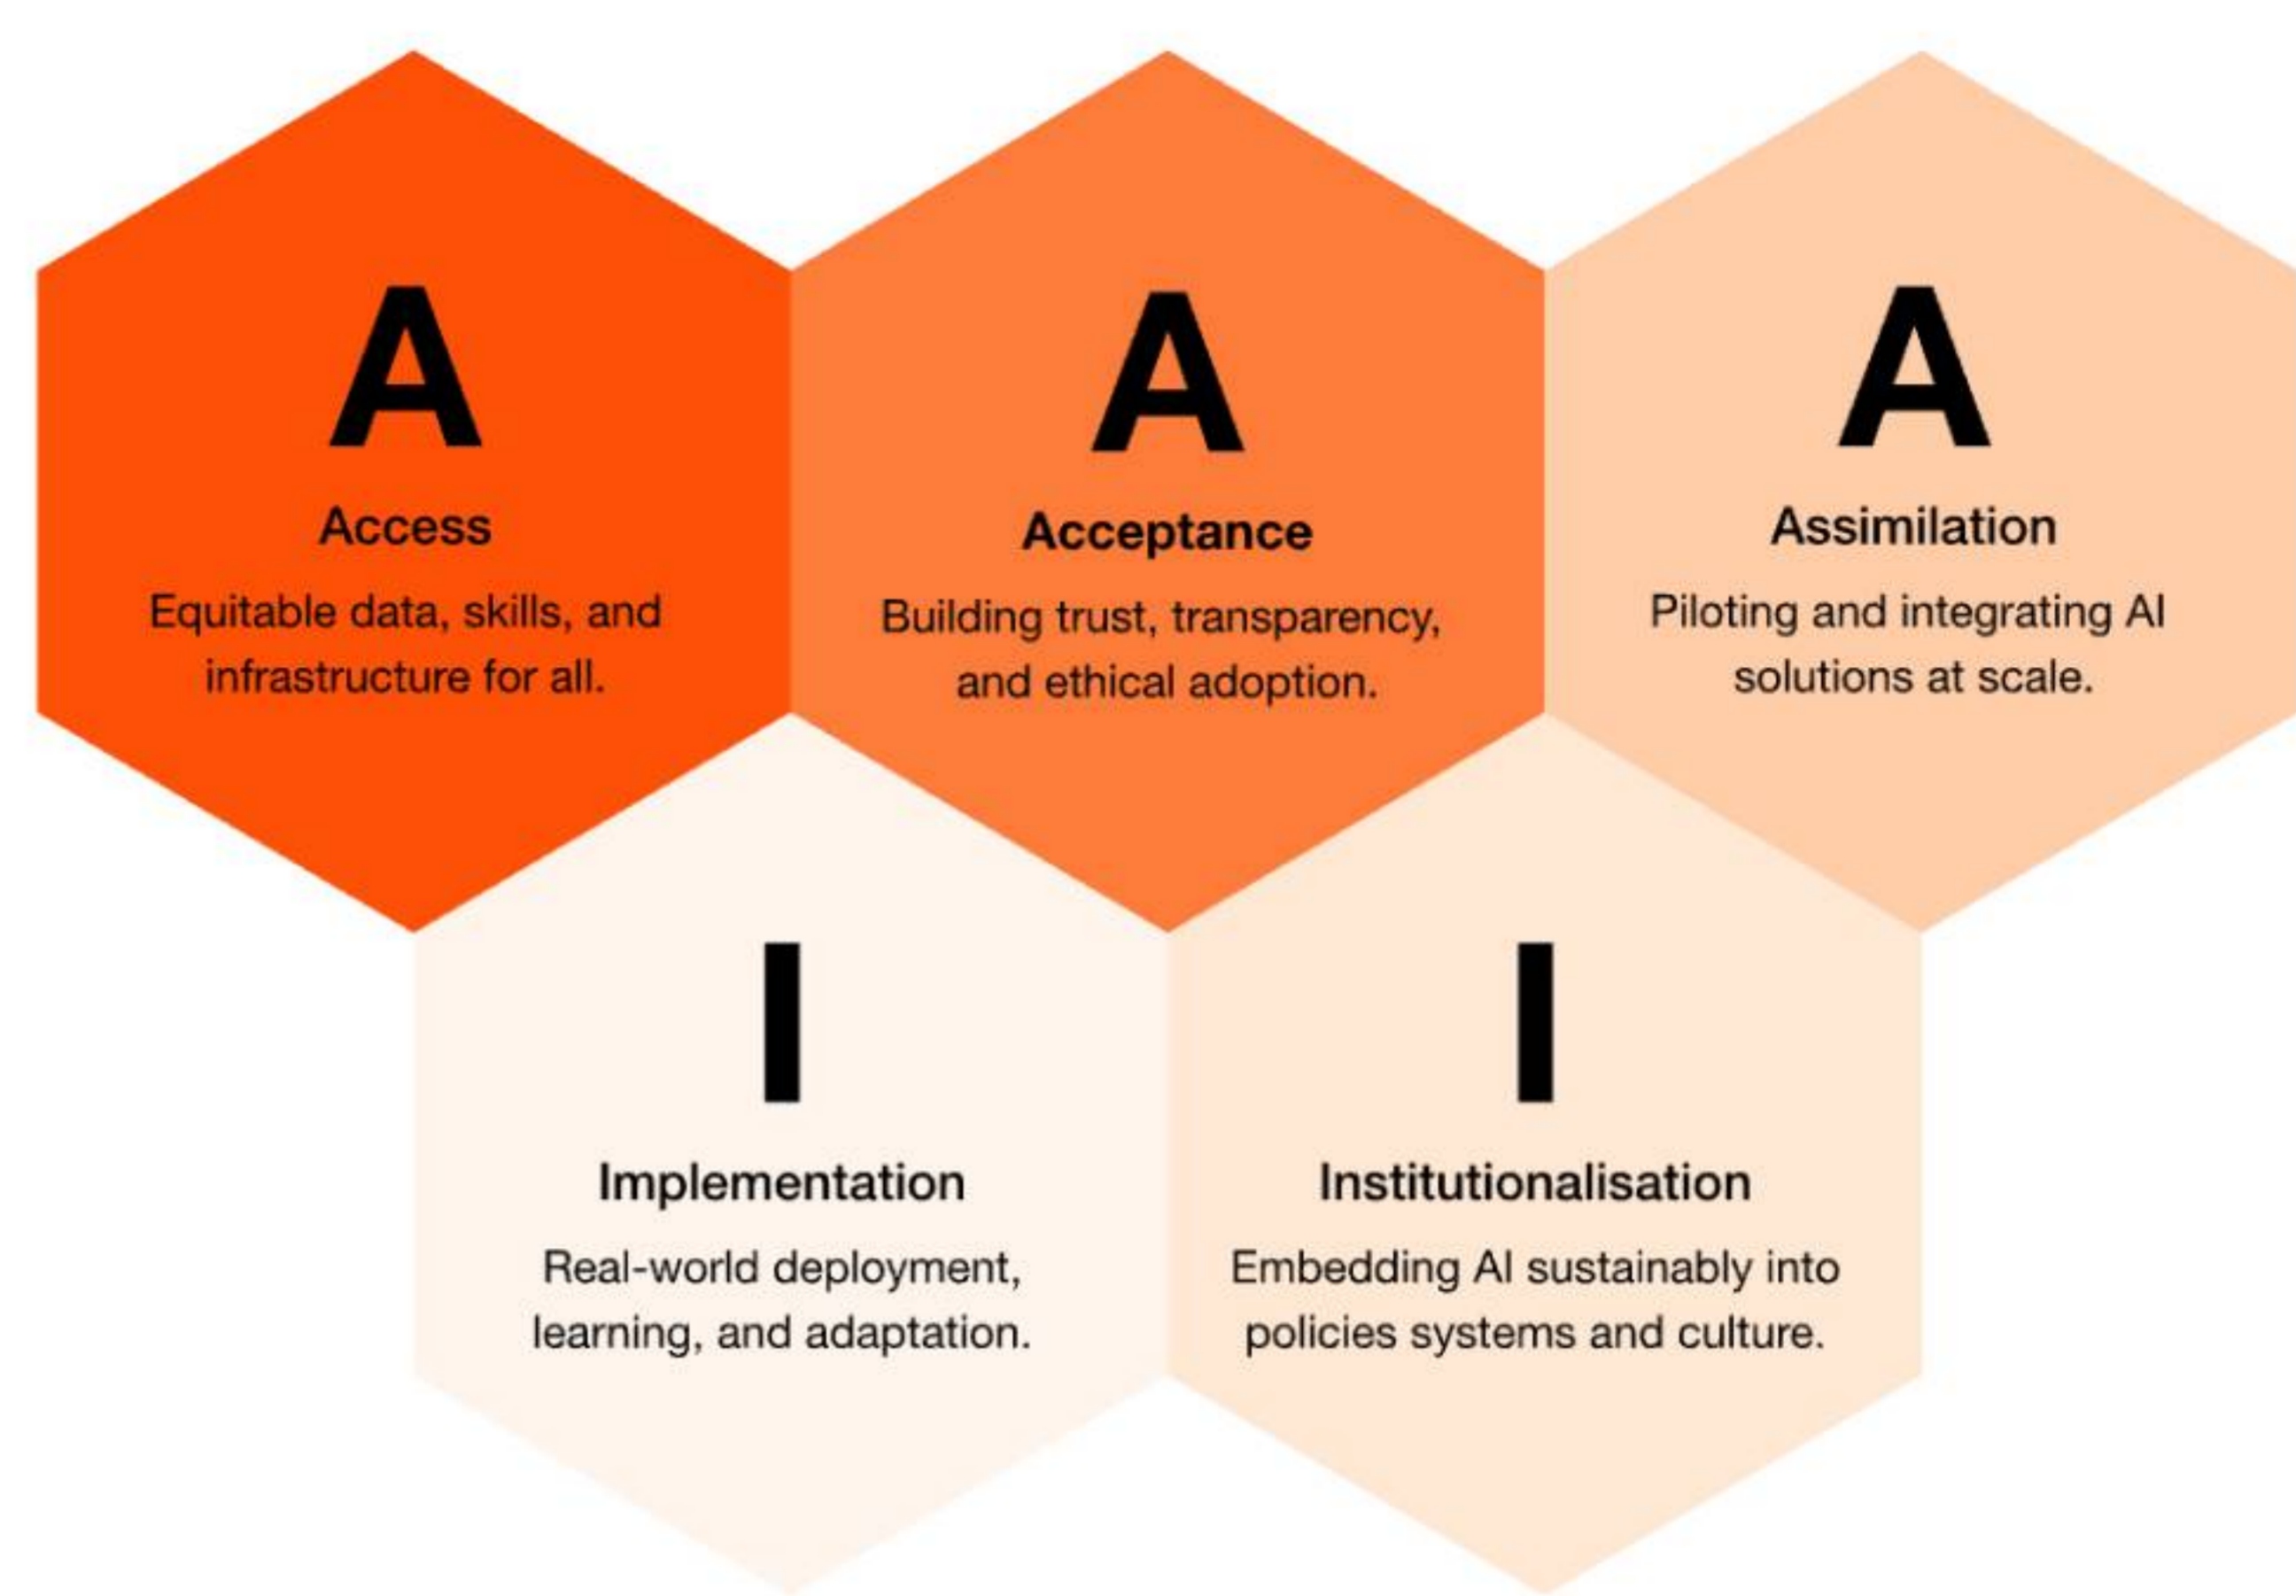 A
Access
Equitable data, skills, and
infrastructure for all.
A
Acceptance
Building trust, transparency,
and ethical adoption.
A
Assimilation
Piloting and integrating AI
solutions at scale.
I
Implementation
Real-world deployment,
learning, and adaptation.
I
Institutionalisation
Embedding AI sustainably into
policies systems and culture.